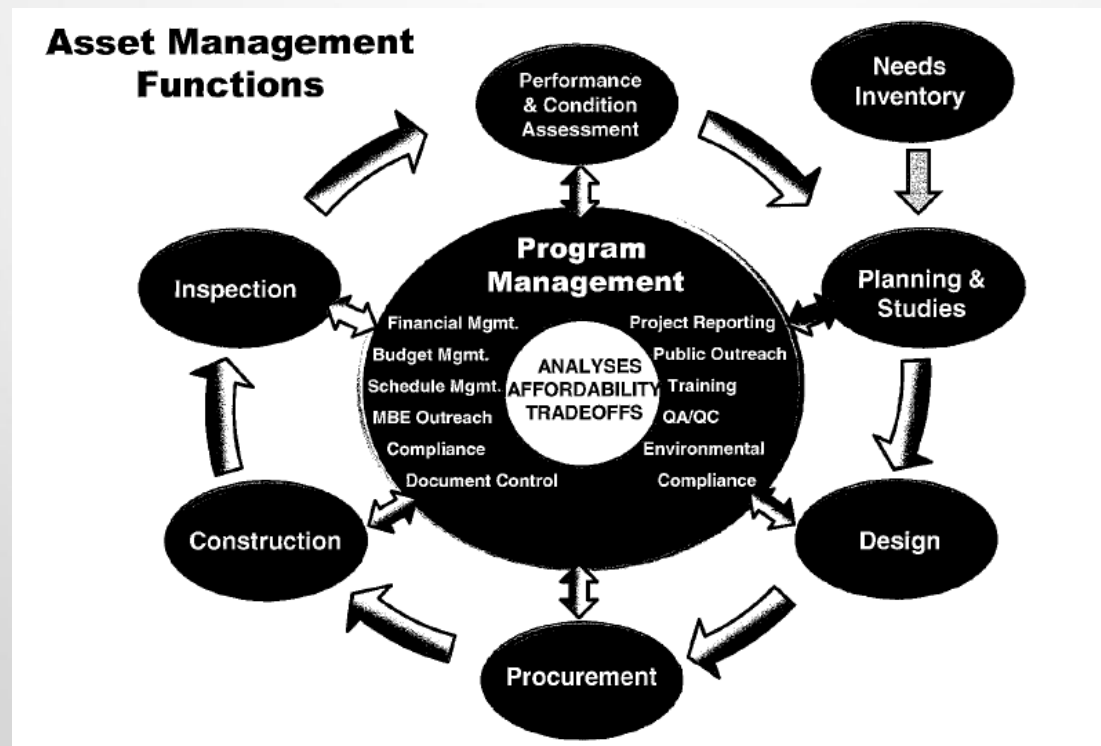 Asset Management
Functions
Performance
& Condition
Assessment
Needs
Inventory
Planning &
Studies
Design
Procurement
Construction
Inspection
Program
Management
Financial Mgmt.
Budget Mgmt.
Schedule Mgmt.
MBE Outreach
Compliance
Document Control
ANALYSES
AFFORDABILITY
TRADEOFFS
Project Reporting
Public Outreach
Training
QA/QC
Environmental
Compliance